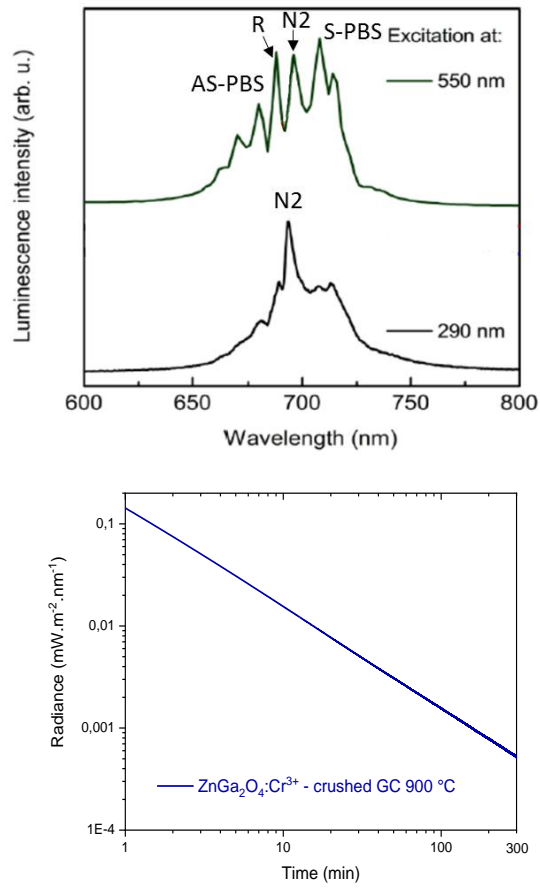 Luminescence intensity (arb. u.)
R
N2
S-PBS
Excitation at:
AS-PBS
550 nm
N2
290 nm
600
650
700
750
800
Wavelength (nm)
Radiance (mW.m-2.nm-1)
0,1
0,01
0,001
1E-4
ZnGa2O4:Cr3+ - crushed GC 900 °C
1
10
100
300
Time (min)